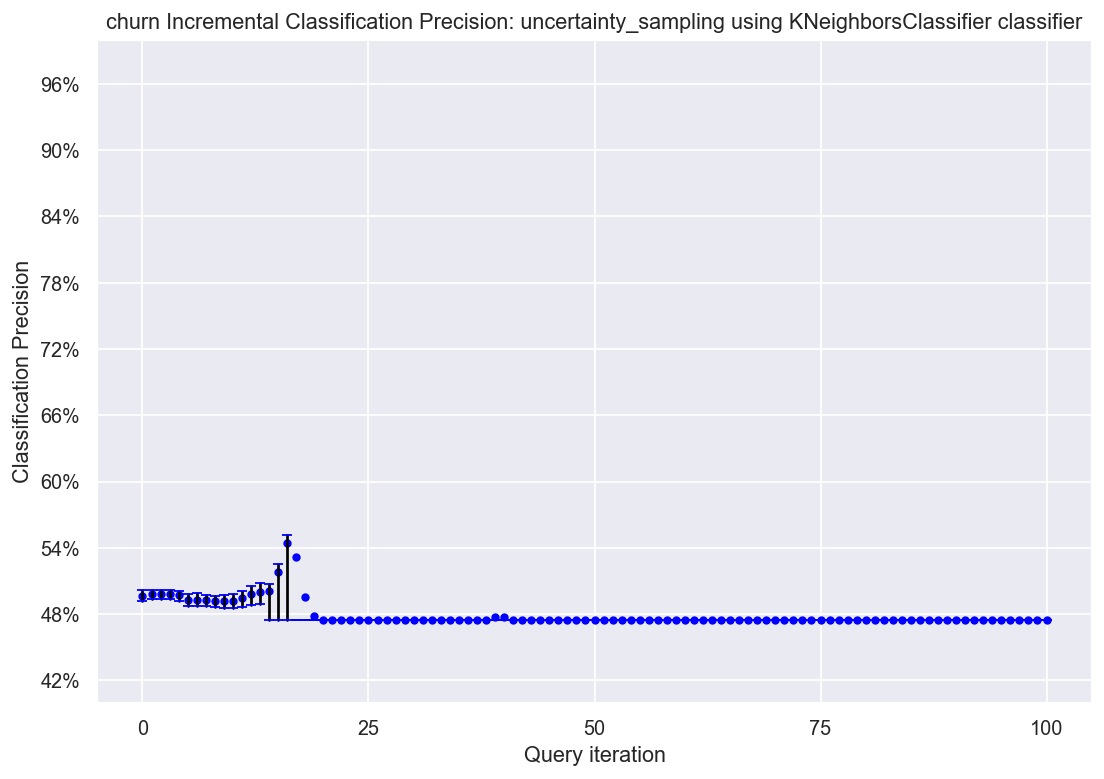 churn Incremental Classification Precision: uncertainty_sampling using KNeighborsClassifier classifier
96%
90%
84%
78%
72%
66%
60%
54%
48%
42%
Classification Precision
0 25 50 75 100
Query iteration